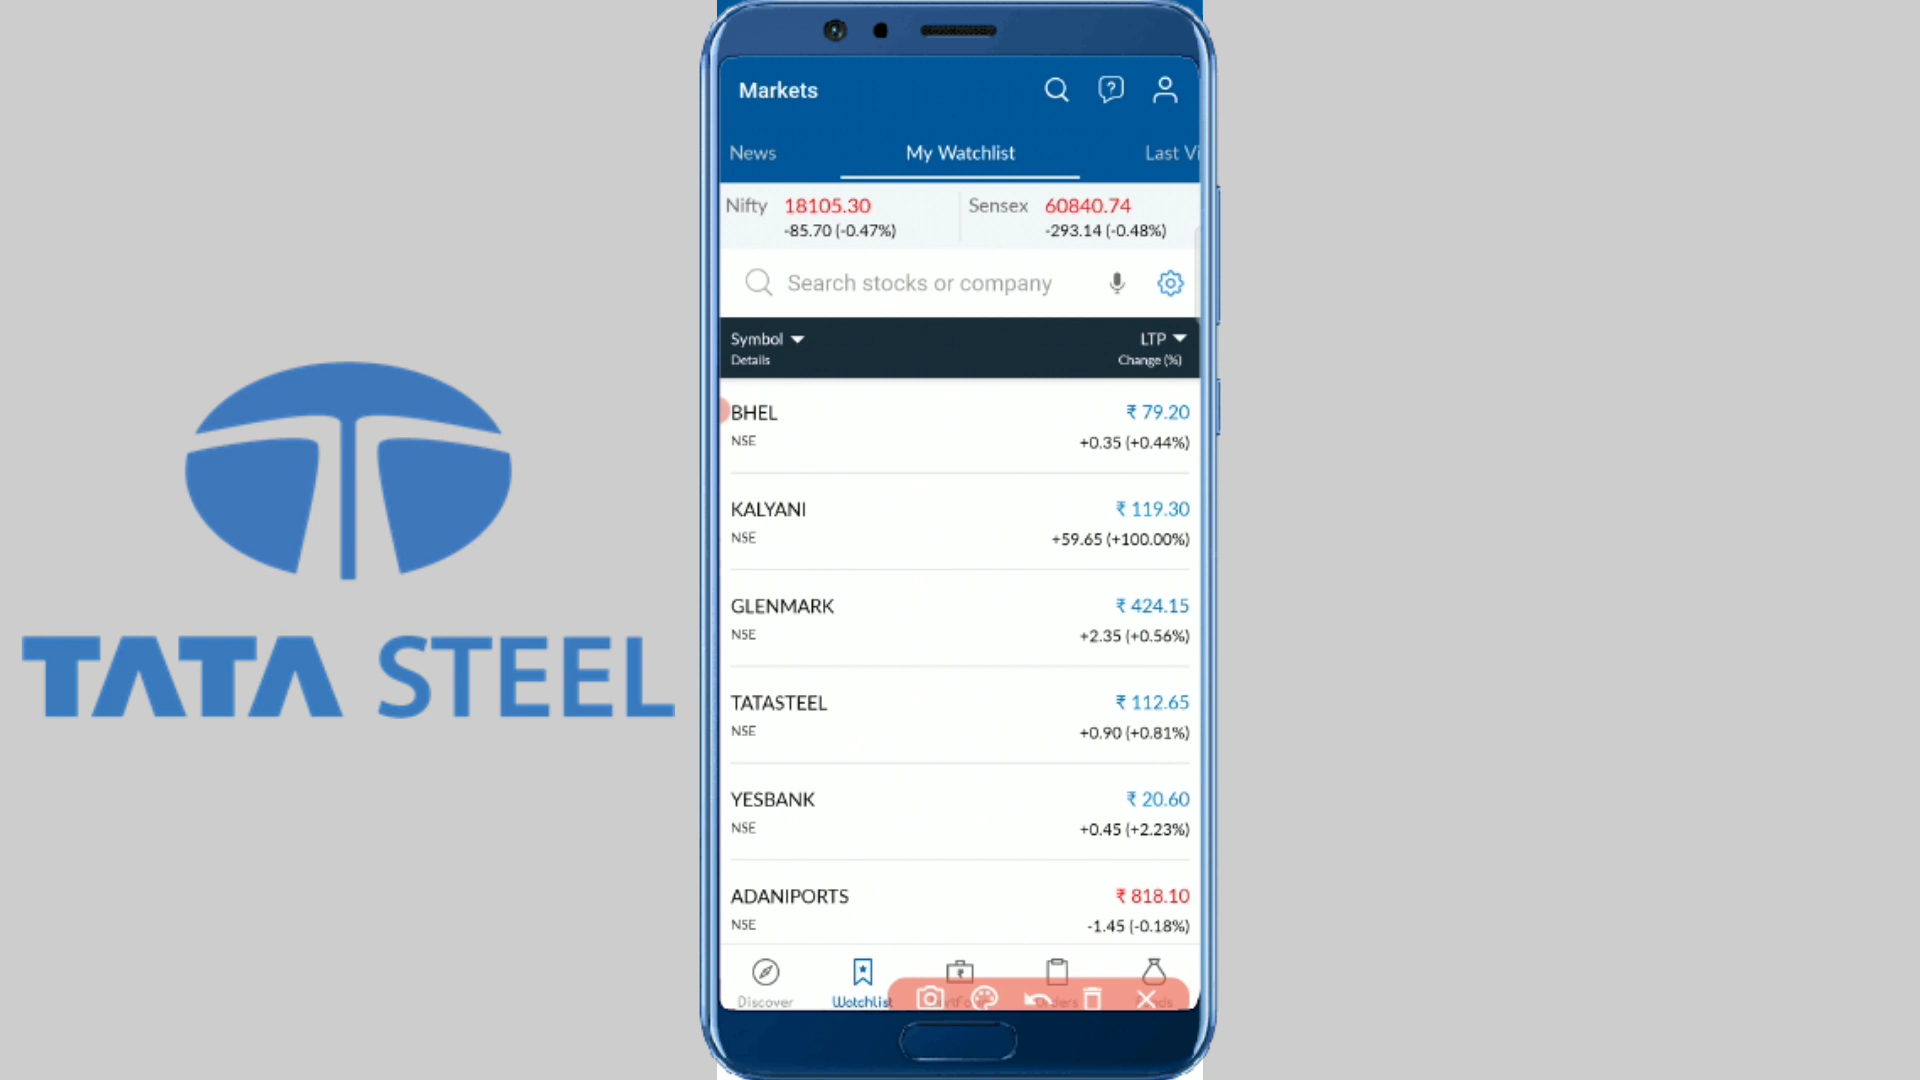 TATA STEEL
Markets
News My Watchlist Last Vi
Nifty 18105.30 Sensex 60840.74
-85.70 (-0.47%) -293.14 (-0.48%)
Search stocks or company
Symbol LTP
Details Change (%)
BHEL ₹ 79.20
NSE +0.35 (+0.44%)
KALYANI ₹ 119.30
NSE +59.65 (+100.00%)
GLENMARK ₹ 424.15
NSE +2.35 (+0.56%)
TATASTEEL ₹ 112.65
NSE +0.90 (+0.81%)
YESBANK ₹ 20.60
NSE +0.45 (+2.23%)
ADANIPORTS ₹ 818.10
NSE -1.45 (-0.18%)
Discover Watchlist